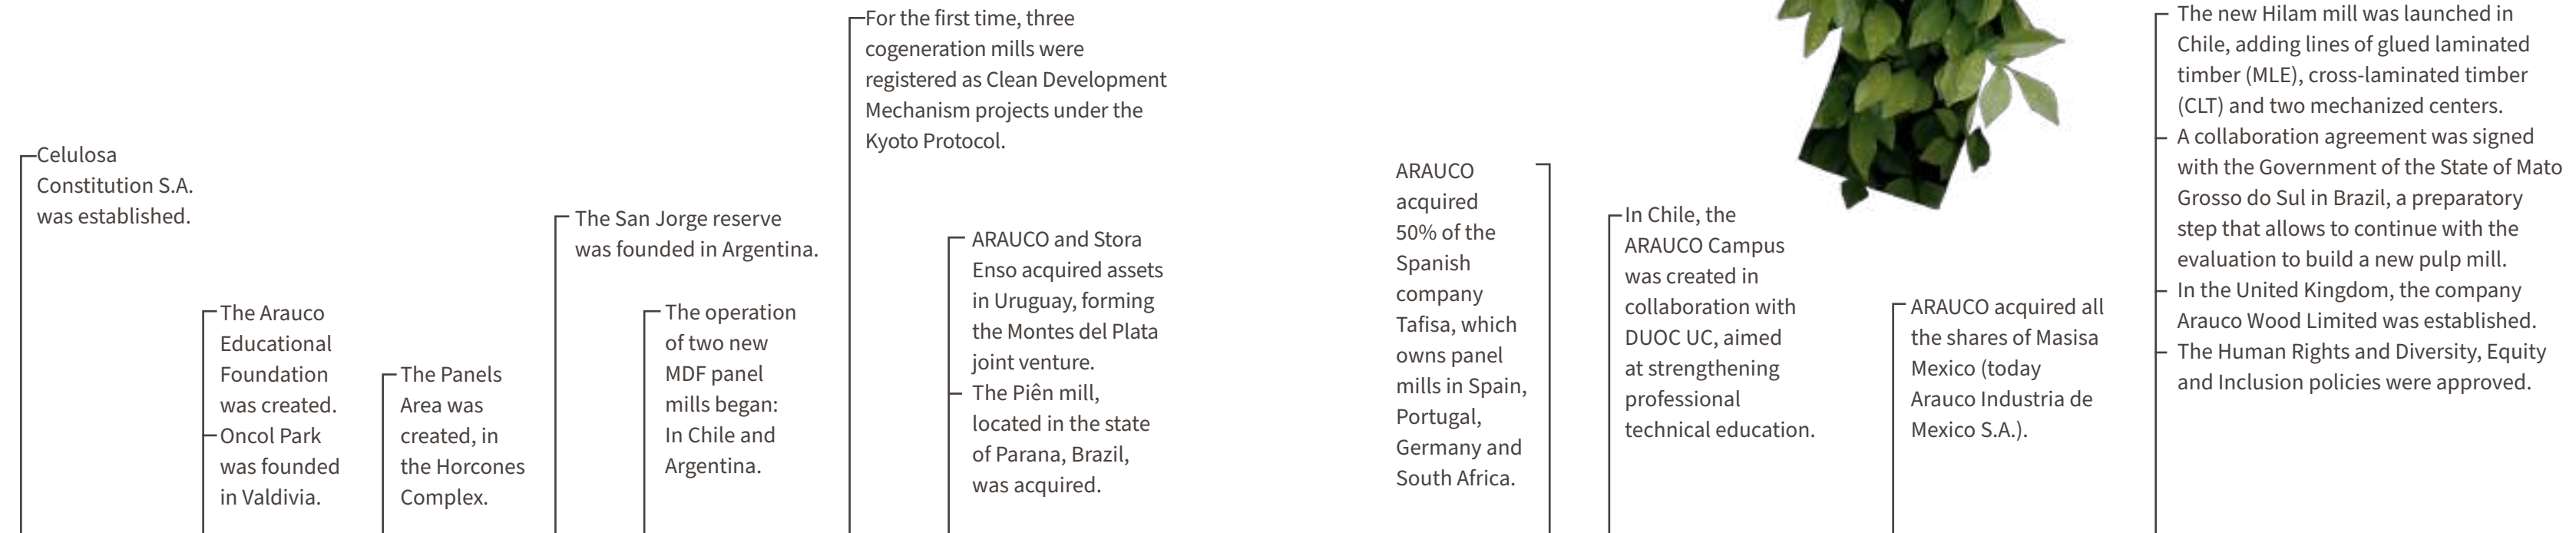 Celulosa
Constitution S.A.
was established.
The Arauco
Educational
Foundation
was created.
Oncol Park
was founded
in Valdivia.
The Panels
Area was
created, in
the Horcones
Complex.
The San Jorge reserve
was founded in Argentina.
The operation
of two new
MDF panel
mills began:
In Chile and
Argentina.
For the first time, three
cogeneration mills were
registered as Clean Development
Mechanism projects under the
Kyoto Protocol.
ARAUCO and Stora
Enso acquired assets
in Uruguay, forming
the Montes del Plata
joint venture.
The Piên mill,
located in the state
of Parana, Brazil,
was acquired.
ARAUCO
acquired
50% of the
Spanish
company
Tafisa, which
owns panel
mills in Spain,
Portugal,
Germany and
South Africa.
In Chile, the
ARAUCO Campus
was created in
collaboration with
DUOC UC, aimed
at strengthening
professional
technical education.
ARAUCO acquired all
the shares of Masisa
Mexico (today
Arauco Industria de
Mexico S.A.).
The new Hilam mill was launched in
Chile, adding lines of glued laminated
timber (MLE), cross-laminated timber
(CLT) and two mechanized centers.
A collaboration agreement was signed
with the Government of the State of Mato
Grosso do Sul in Brazil, a preparatory
step that allows to continue with the
evaluation to build a new pulp mill.
In the United Kingdom, the company
Arauco Wood Limited was established.
The Human Rights and Diversity, Equity
and Inclusion policies were approved.